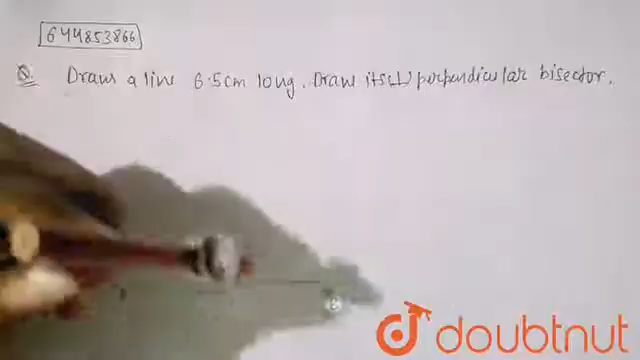 644853866
Q. Draw a line 6.5cm long. Draw its perpendicular bisector.
doubtnut